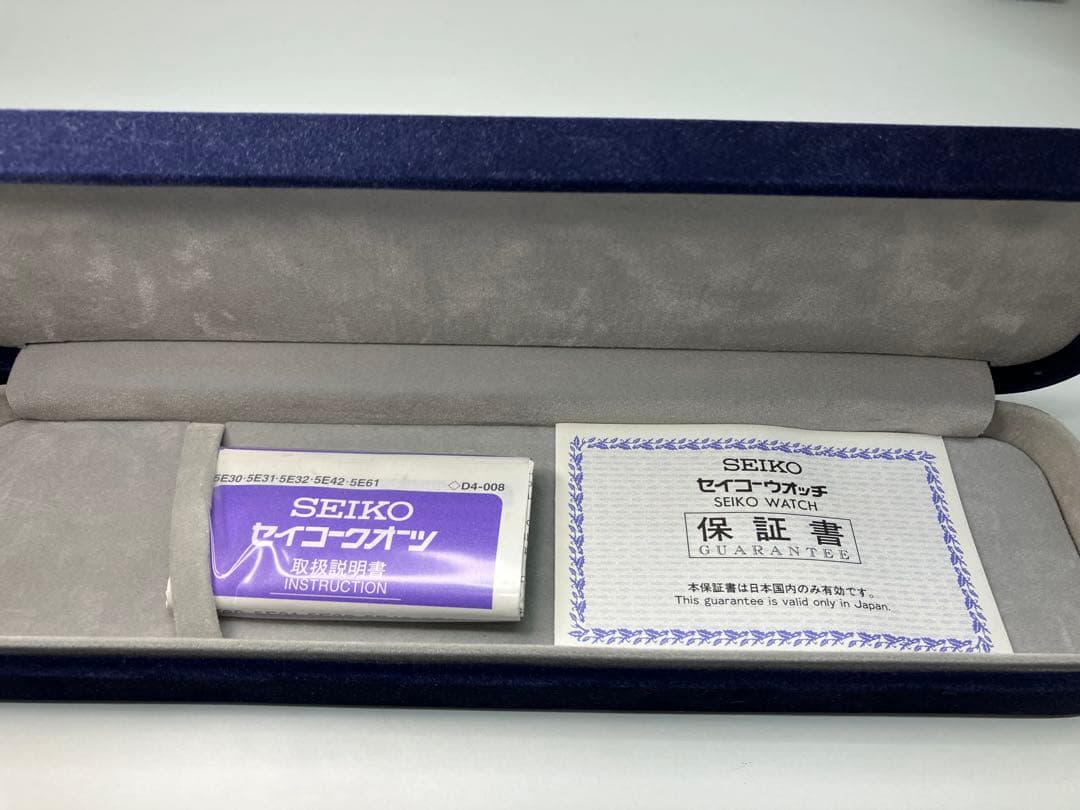 5E30·5E31·5E32·5E42·5E61
◇D4-008
SEIKO
セイコークオーツ
取扱説明書
INSTRUCTION
SEIKO
セイコーウオッチ
SEIKO WATCH
保証書
GUARANTEE
本保証書は日本国内のみ有効です。
This guarantee is valid only in Japan.